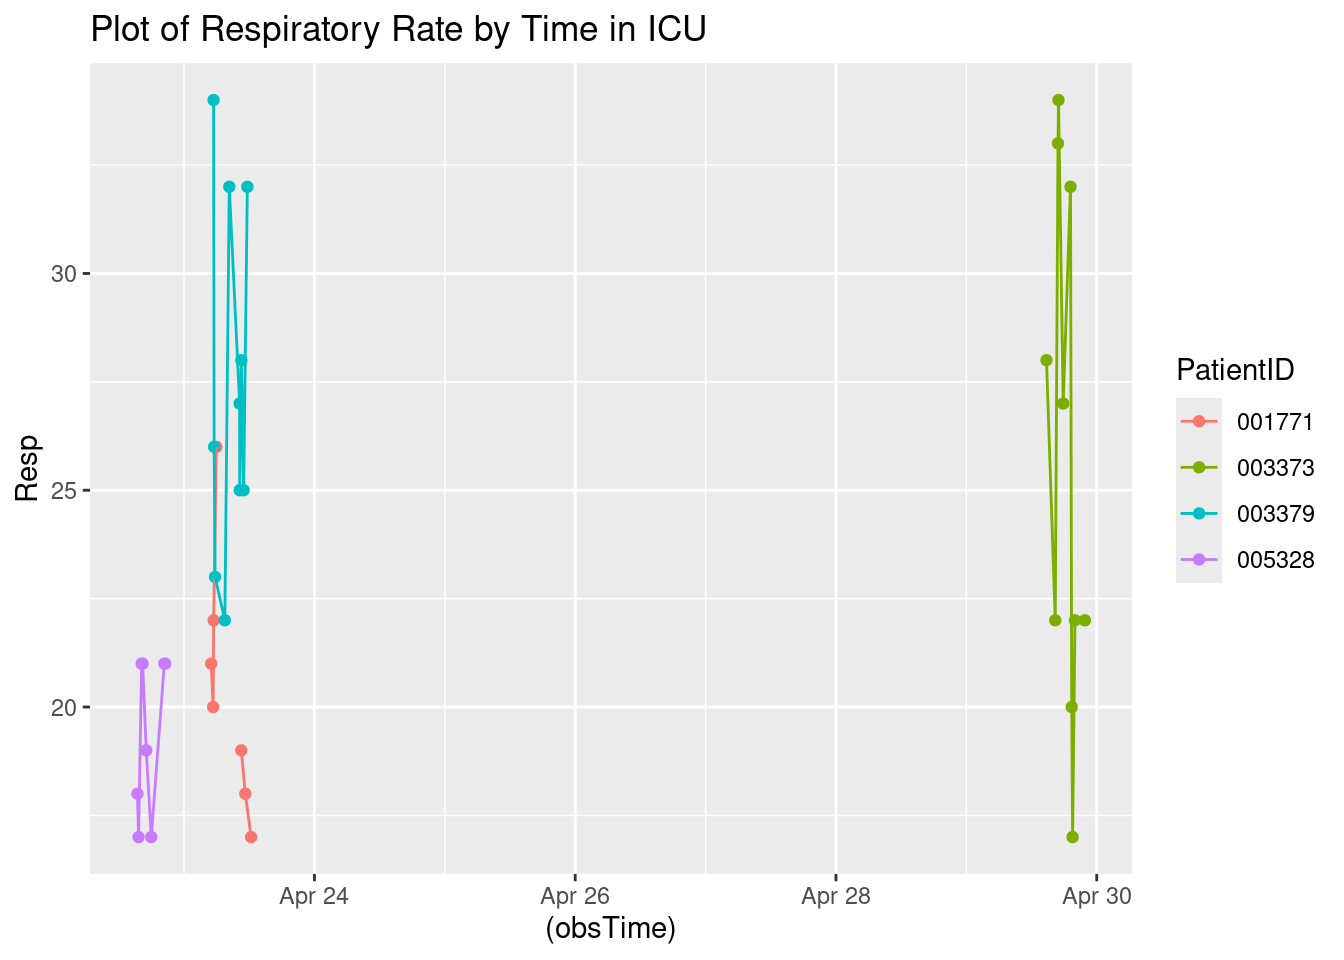 Plot of Respiratory Rate by Time in ICU
30
25
20
Resp
Apr 24
Apr 26
Apr 28
Apr 30
(obsTime)
PatientID
001771
003373
003379
005328